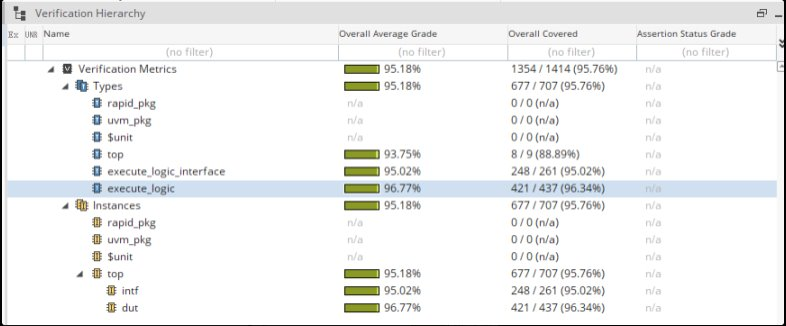 Verification Hierarchy
Ex UNR Name Overall Average Grade Overall Covered Assertion Status Grade
(no filter) (no filter) (no filter) (no filter)
Verification Metrics 95.18% 1354 / 1414 (95.76%) n/a
Types 95.18% 677 / 707 (95.76%) n/a
rapid_pkg n/a 0 / 0 (n/a) n/a
uvm_pkg n/a 0 / 0 (n/a) n/a
$unit n/a 0 / 0 (n/a) n/a
top 93.75% 8 / 9 (88.89%) n/a
execute_logic_interface 95.02% 248 / 261 (95.02%) n/a
execute_logic 96.77% 421 / 437 (96.34%) n/a
Instances 95.18% 677 / 707 (95.76%) n/a
rapid_pkg n/a 0 / 0 (n/a) n/a
uvm_pkg n/a 0 / 0 (n/a) n/a
$unit n/a 0 / 0 (n/a) n/a
top 95.18% 677 / 707 (95.76%) n/a
intf 95.02% 248 / 261 (95.02%) n/a
dut 96.77% 421 / 437 (96.34%) n/a